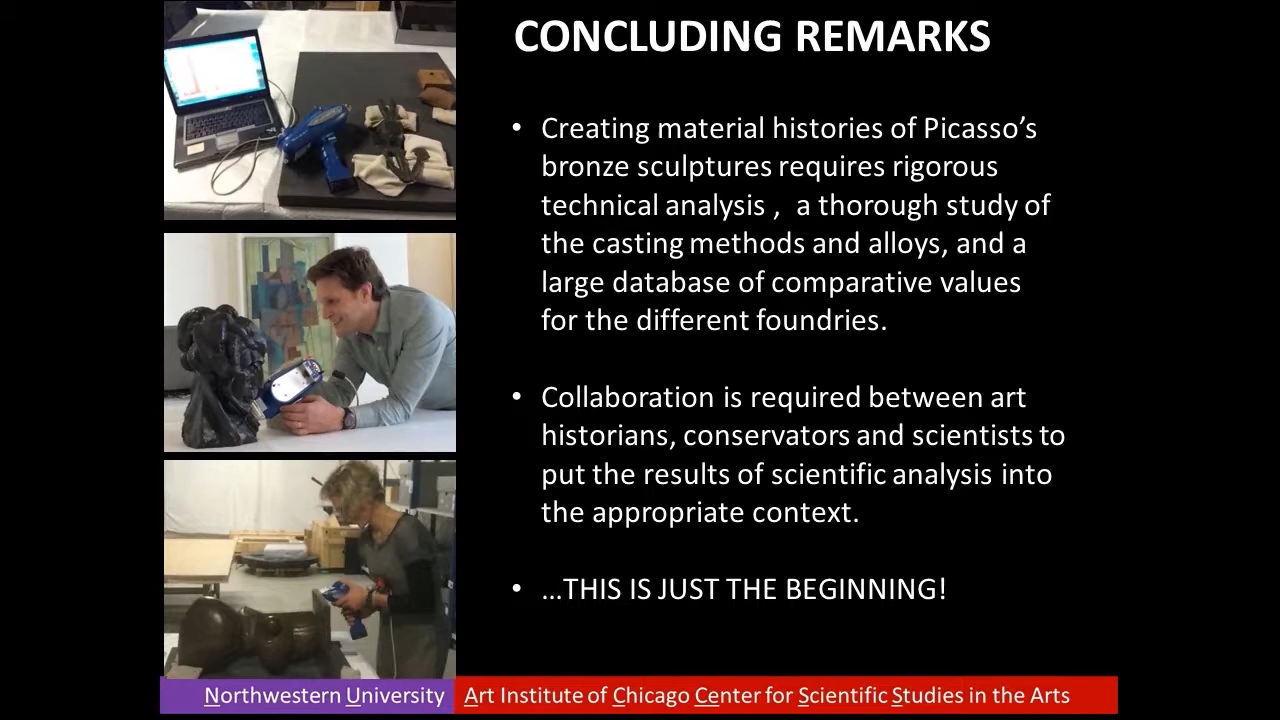 CONCLUDING REMARKS
• Creating material histories of Picasso’s
bronze sculptures requires rigorous
technical analysis , a thorough study of
the casting methods and alloys, and a
large database of comparative values
for the different foundries.
• Collaboration is required between art
historians, conservators and scientists to
put the results of scientific analysis into
the appropriate context.
• …THIS IS JUST THE BEGINNING!
Northwestern University Art Institute of Chicago Center for Scientific Studies in the Arts